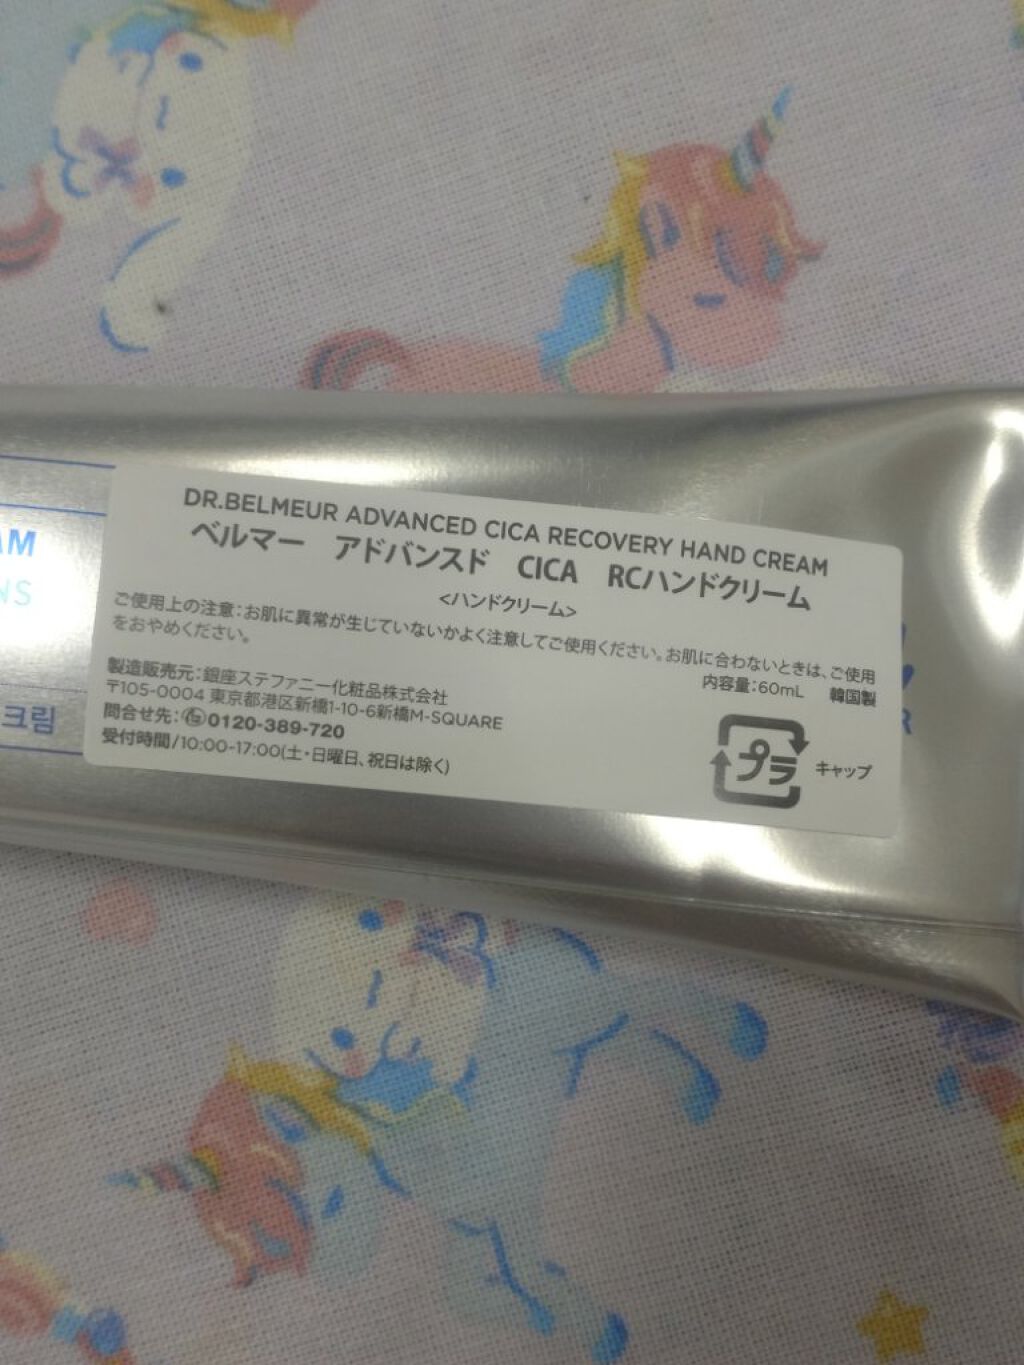 DR.BELMEUR ADVANCED CICA RECOVERY HAND CREAM
ベルマー　アドバンスド　CICA　RCハンドクリーム
<ハンドクリーム>
ご使用上の注意：お肌に異常が生じていないかよく注意してご使用ください。お肌に合わないときは、ご使用
をおやめください。
内容量：60mL　韓国製
製造販売元：銀座ステファニー化粧品株式会社
〒105-0004 東京都港区新橋1-10-6新橋M-SQUARE
問合せ先：0120-389-720
受付時間/10:00-17:00(土・日曜日、祝日は除く)
プラ
キャップ
AM
NS
크림
R